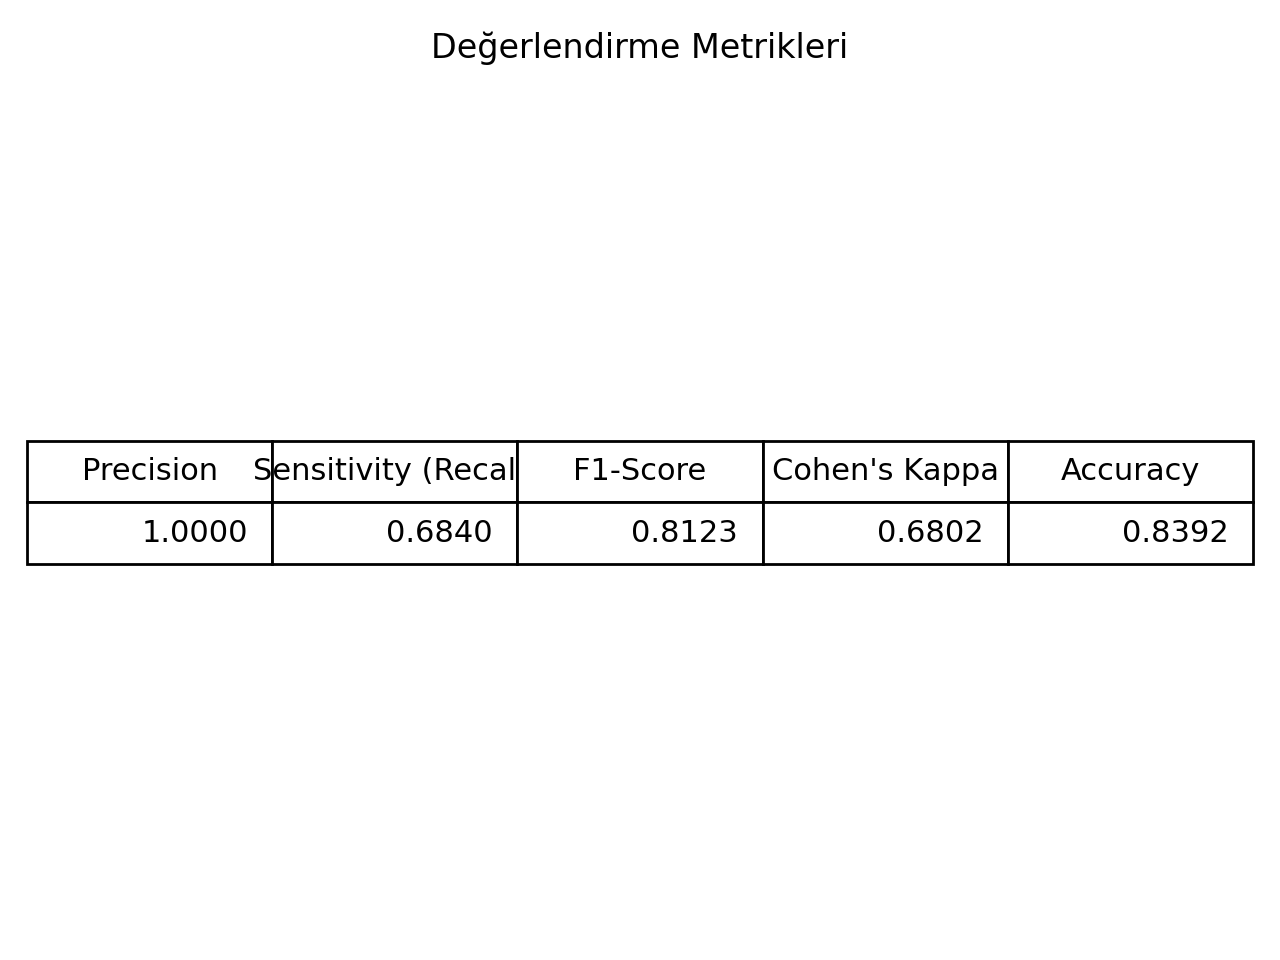 Değerlendirme Metrikleri
Precision Sensitivity (Recal F1-Score Cohen's Kappa Accuracy
1.0000 0.6840 0.8123 0.6802 0.8392